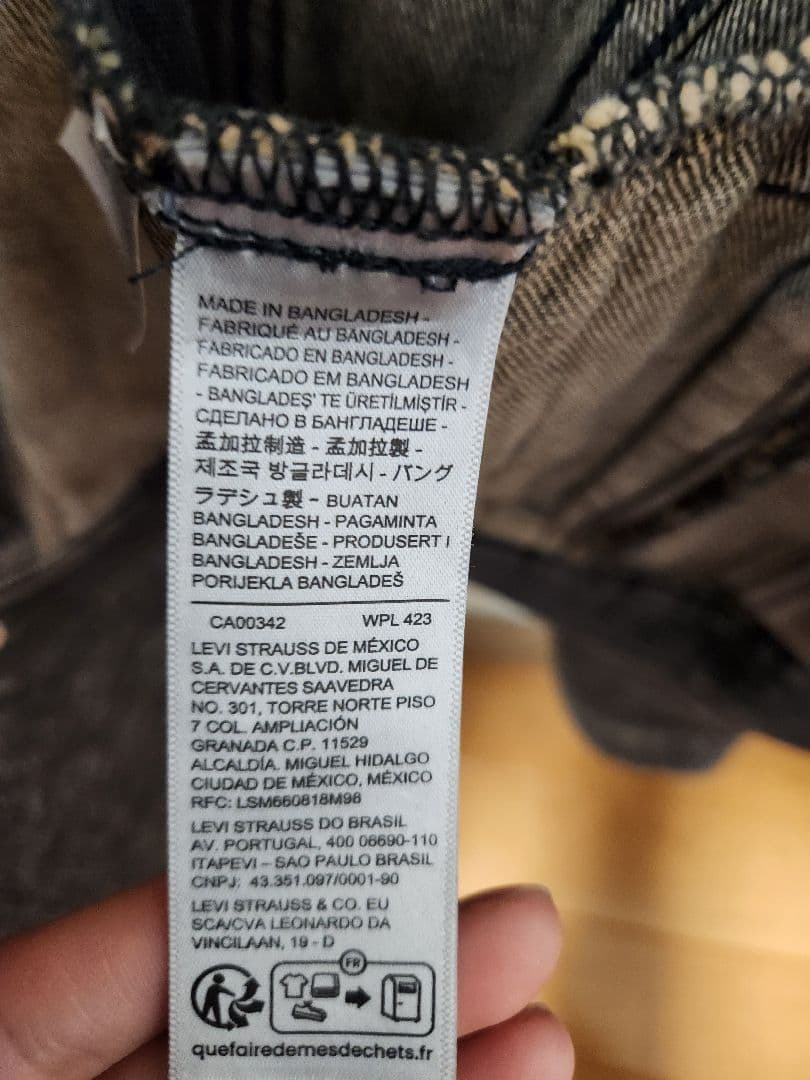 MADE IN BANGLADESH -
FABRIQUÉ AU BANGLADESH -
FABRICADO EN BANGLADESH -
FABRICADO EM BANGLADESH
- BANGLADEŞ' TE ÜRETİLMİŞTİR -
СДЕЛАНО В БАНГЛАДЕШЕ -
孟加拉制造 - 孟加拉製 -
제조국 방글라데시 - バング
ラデシュ製 - BUATAN
BANGLADESH - PAGAMINTA
BANGLADEŠE - PRODUSERT I
BANGLADESH - ZEMLJA
PORIJEKLA BANGLADEŠ
CA00342 WPL 423
LEVI STRAUSS DE MÉXICO
S.A. DE C.V.BLVD. MIGUEL DE
CERVANTES SAAVEDRA
NO. 301, TORRE NORTE PISO
7 COL. AMPLIACIÓN
GRANADA C.P. 11529
ALCALDÍA. MIGUEL HIDALGO
CIUDAD DE MÉXICO, MÉXICO
RFC: LSM660818M98
LEVI STRAUSS DO BRASIL
AV. PORTUGAL, 400 06690-110
ITAPEVI - SAO PAULO BRASIL
CNPJ: 43.351.097/0001-90
LEVI STRAUSS & CO. EU
SCA/CVA LEONARDO DA
VINCILAAN, 19 - D
FR
quefairedemesdechets.fr